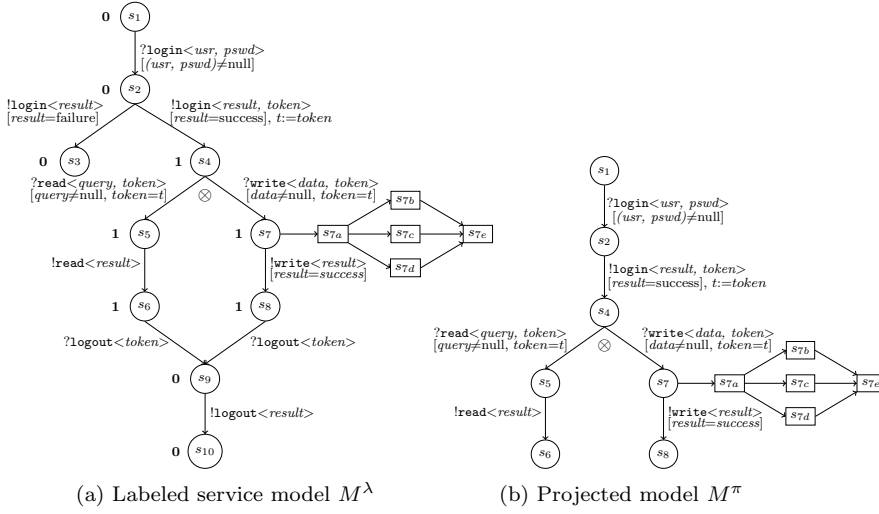 0 s1
?login<usr, pswd>
[(usr, pswd)≠null]
0 s2
!login<result>
[result=failure]
!login<result, token>
[result=success], t:=token
0 s3
1 s4
?read<query, token>
[query≠null, token=t]
⊗
?write<data, token>
[data≠null, token=t]
1 s5
1 s7
s7a
s7b
s7c
s7d
s7e
!read<result>
!write<result>
[result=success]
1 s6
1 s8
?logout<token>
?logout<token>
0 s9
!logout<result>
0 s10
(a) Labeled service model Mλ
s1
?login<usr, pswd>
[(usr, pswd)≠null]
s2
!login<result, token>
[result=success], t:=token
s4
?read<query, token>
[query≠null, token=t]
⊗
?write<data, token>
[data≠null, token=t]
s5
s7
s7a
s7b
s7c
s7d
s7e
!read<result>
!write<result>
[result=success]
s6
s8
(b) Projected model Mπ